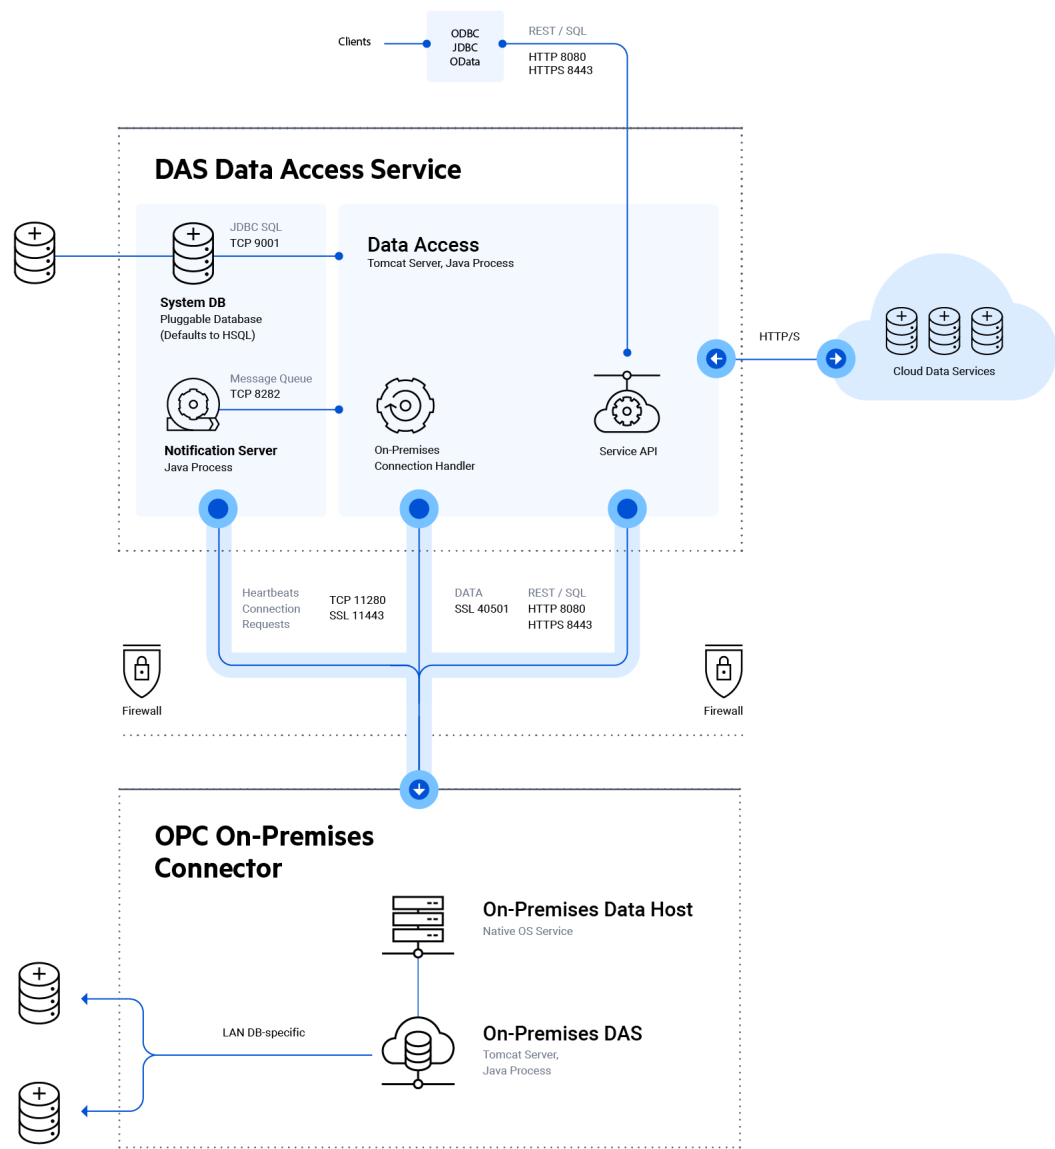 Clients
ODBC
JDBC
OData
REST / SQL
HTTP 8080
HTTPS 8443
DAS Data Access Service
JDBC SQL
TCP 9001
System DB
Pluggable Database
(Defaults to HSQL)
Message Queue
TCP 8282
Notification Server
Java Process
Data Access
Tomcat Server, Java Process
On-Premises
Connection Handler
Service API
HTTP/S
Cloud Data Services
Heartbeats
Connection
Requests
TCP 11280
SSL 11443
DATA
SSL 40501
REST / SQL
HTTP 8080
HTTPS 8443
Firewall
Firewall
OPC On-Premises
Connector
On-Premises Data Host
Native OS Service
LAN DB-specific
On-Premises DAS
Tomcat Server,
Java Process